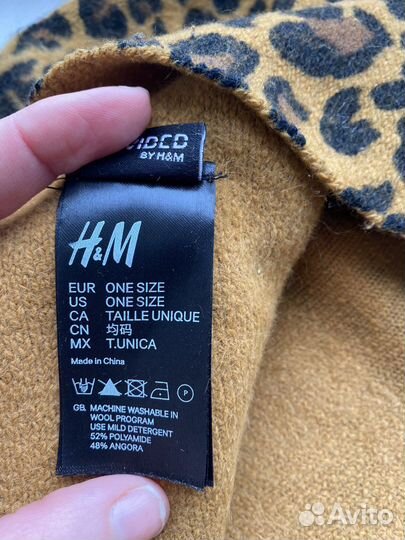 VIDED
BY H&M
H&M
EUR ONE SIZE
US ONE SIZE
CA TAILLE UNIQUE
CN 均码
MX T.UNICA
Made in China
P
GB. MACHINE WASHABLE IN
WOOL PROGRAM
USE MILD DETERGENT
52% POLYAMIDE
48% ANGORA
Avito